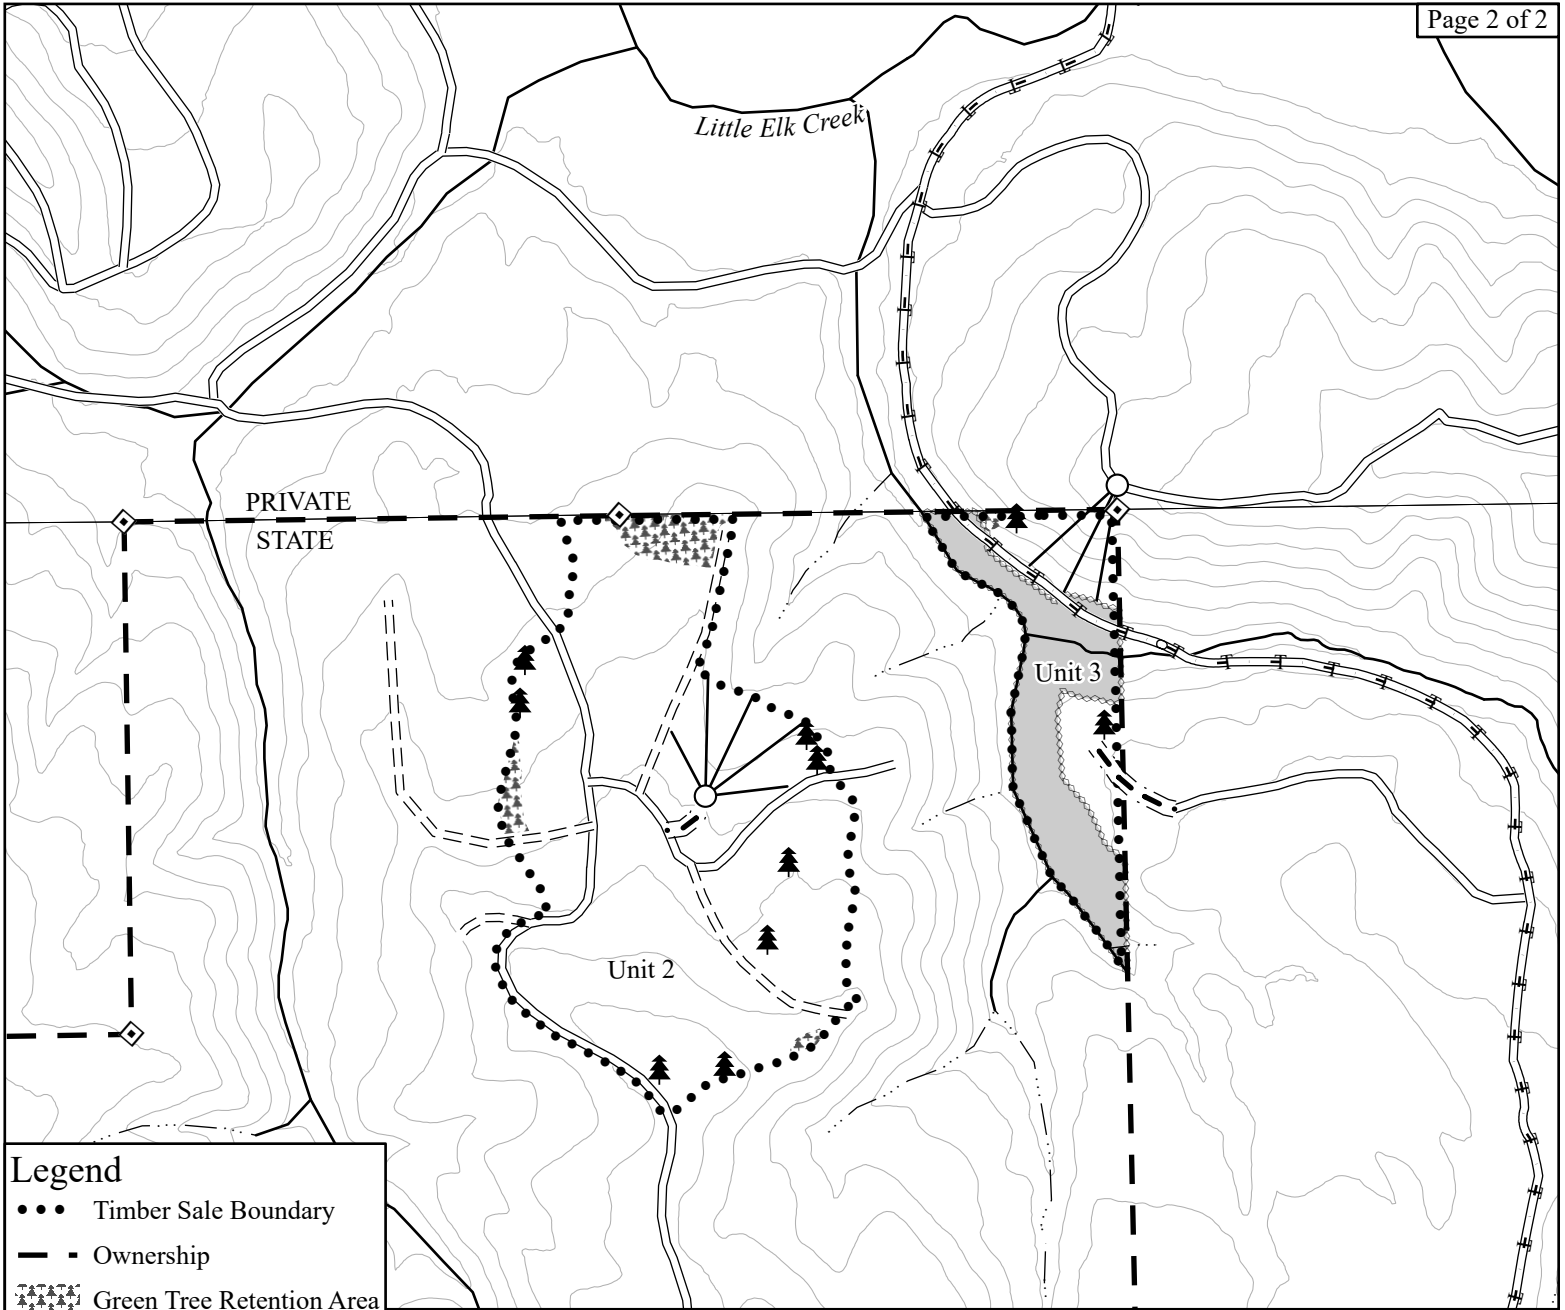 Page 2 of 2
Little Elk Creek
PRIVATE
STATE
Unit 3
Unit 2
Legend
Timber Sale Boundary
Ownership
Green Tree Retention Area